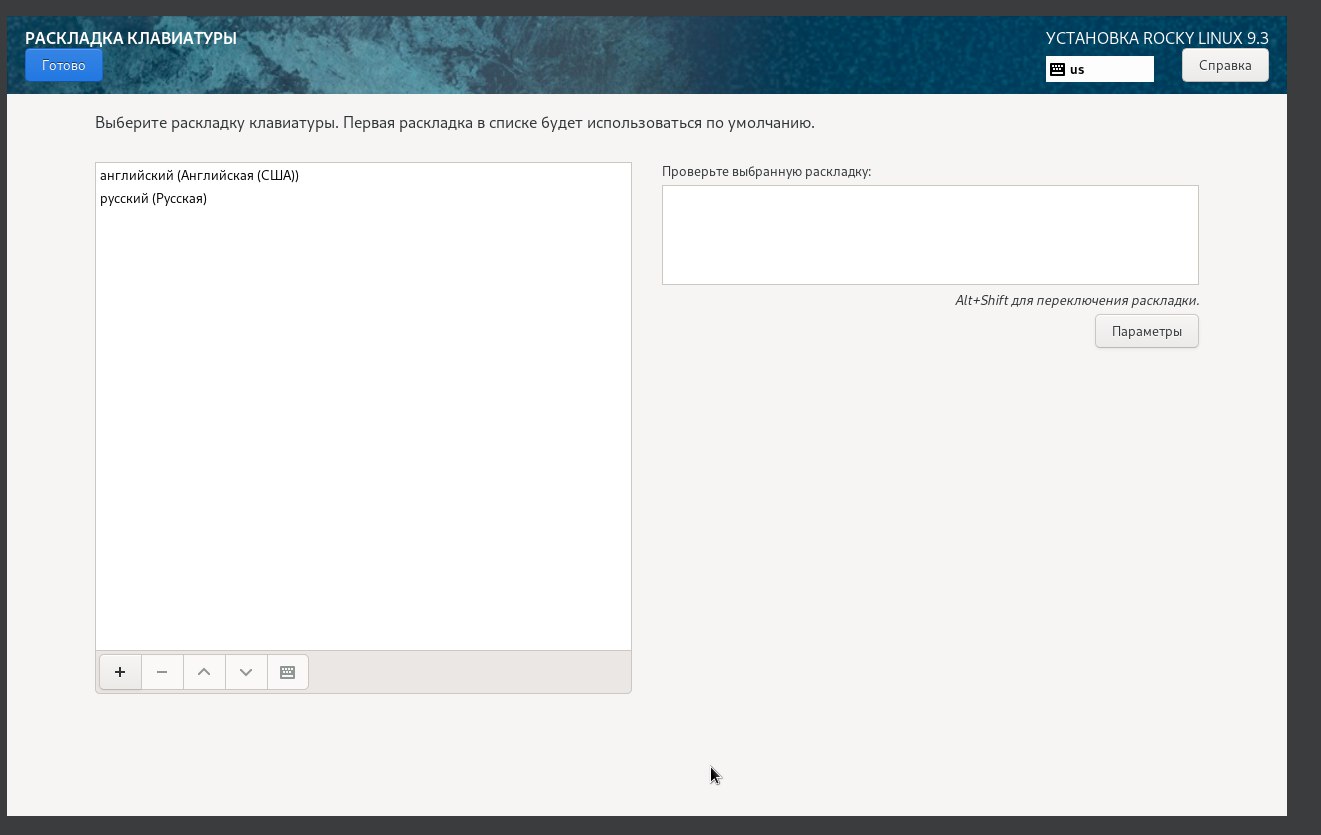 РАСКЛАДКА КЛАВИАТУРЫ
УСТАНОВКА ROCKY LINUX 9.3
Готово
us
Справка
Выберите раскладку клавиатуры. Первая раскладка в списке будет использоваться по умолчанию.
английский (Английская (США))
русский (Русская)
Проверьте выбранную раскладку:
Alt+Shift для переключения раскладки.
Параметры